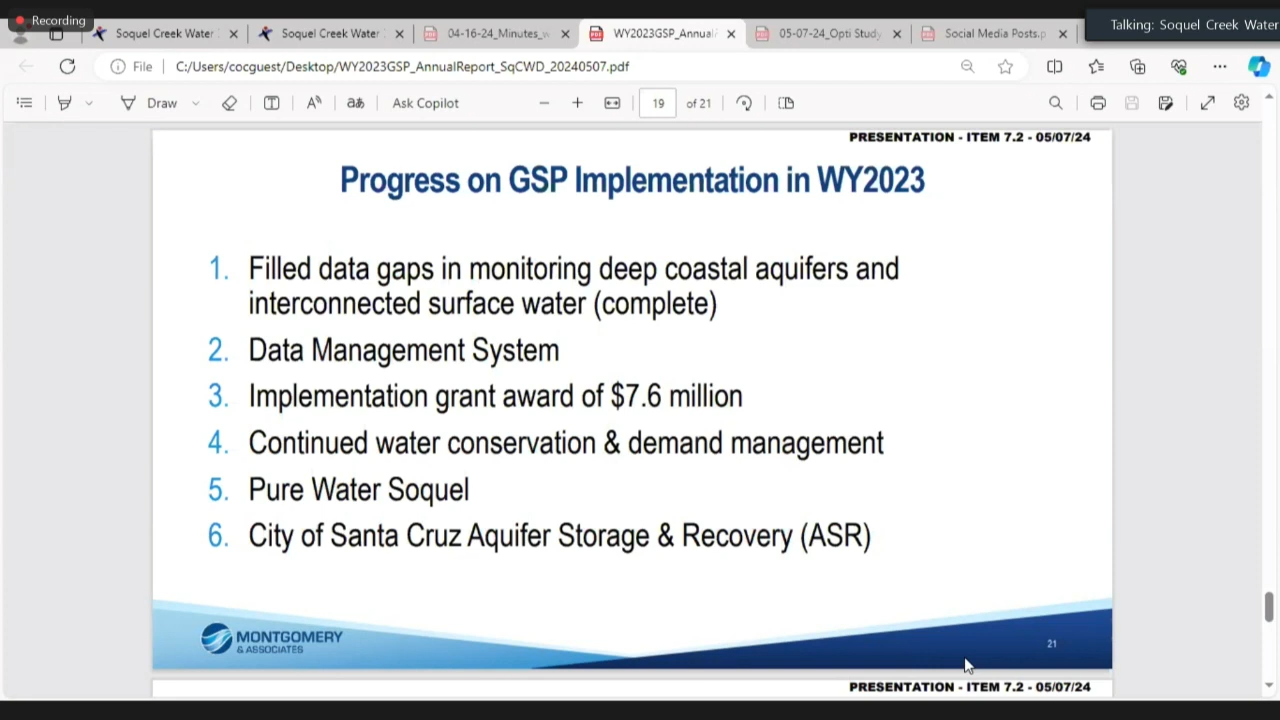 Recording
Talking: Soquel Creek Water
Soquel Creek Water
Soquel Creek Water
04-16-24_Minutes_w
WY2023GSP_Annual
05-07-24_Opti Study
Social Media Posts.p
File
C:/Users/cocguest/Desktop/WY2023GSP_AnnualReport_SqCWD_20240507.pdf
Draw
Ask Copilot
19 of 21
PRESENTATION - ITEM 7.2 - 05/07/24
Progress on GSP Implementation in WY2023
1. Filled data gaps in monitoring deep coastal aquifers and
interconnected surface water (complete)
2. Data Management System
3. Implementation grant award of $7.6 million
4. Continued water conservation & demand management
5. Pure Water Soquel
6. City of Santa Cruz Aquifer Storage & Recovery (ASR)
MONTGOMERY
& ASSOCIATES
21
PRESENTATION - ITEM 7.2 - 05/07/24